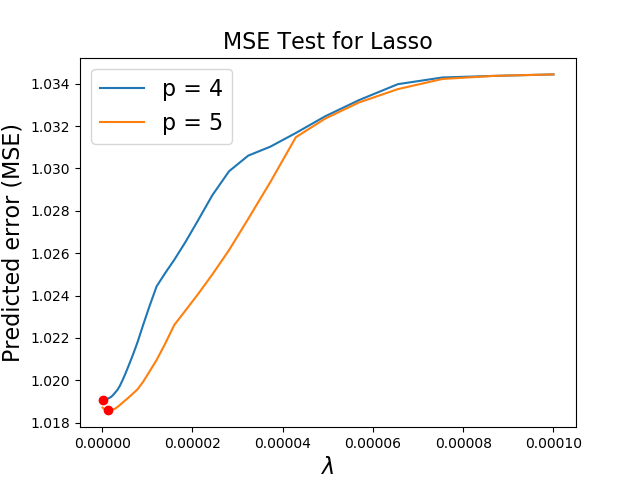 MSE Test for Lasso
p = 4
p = 5
Predicted error (MSE)
1.034
1.032
1.030
1.028
1.026
1.024
1.022
1.020
1.018
0.00000 0.00002 0.00004 0.00006 0.00008 0.00010
λ